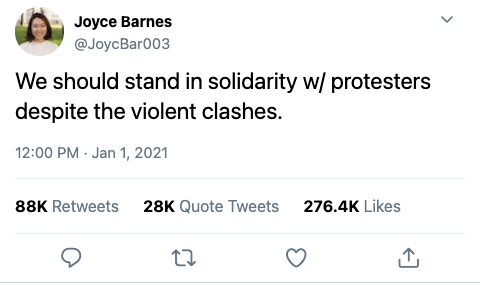 Joyce Barnes
@JoycBar003
We should stand in solidarity w/ protesters
despite the violent clashes.
12:00 PM · Jan 1, 2021
88K Retweets 28K Quote Tweets 276.4K Likes